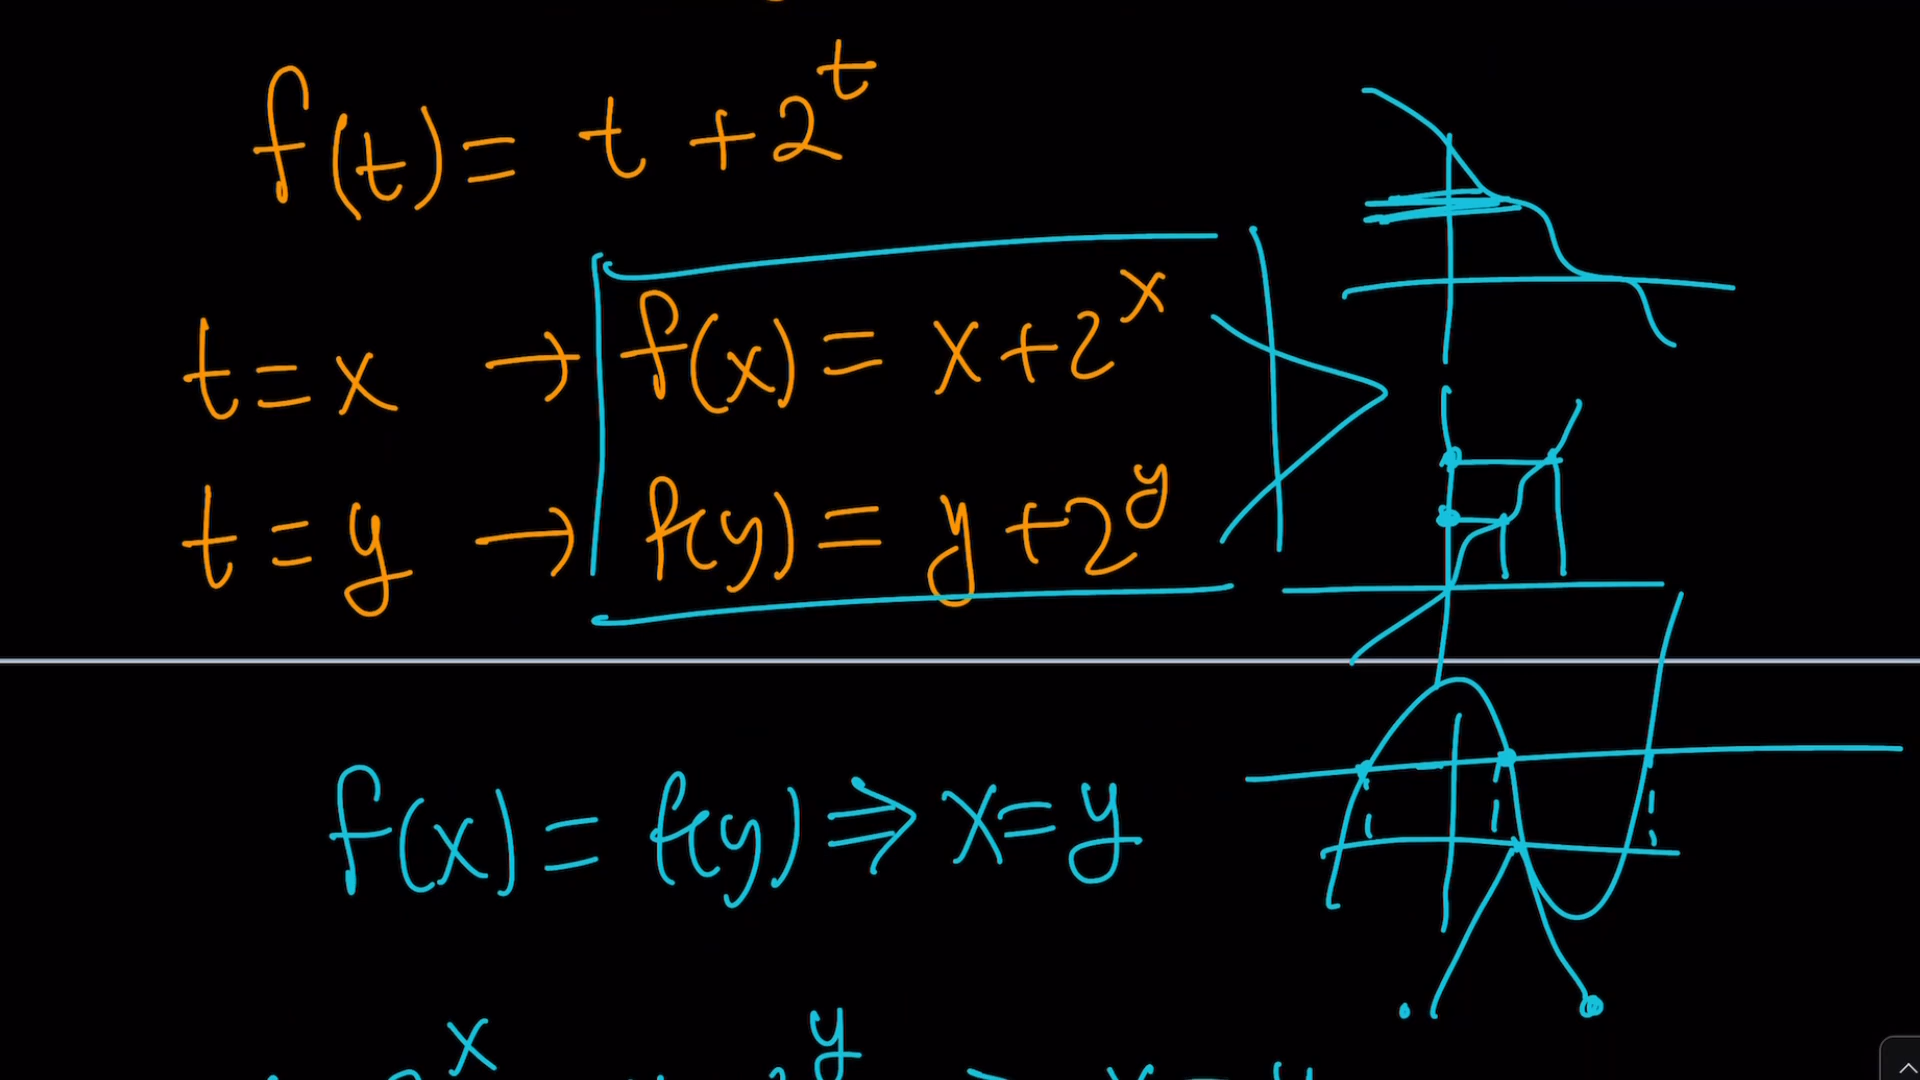 f(t) = t + 2^t
t = x → f(x) = x + 2^x
t = y → f(y) = y + 2^y
f(x) = f(y) ⇒ x = y